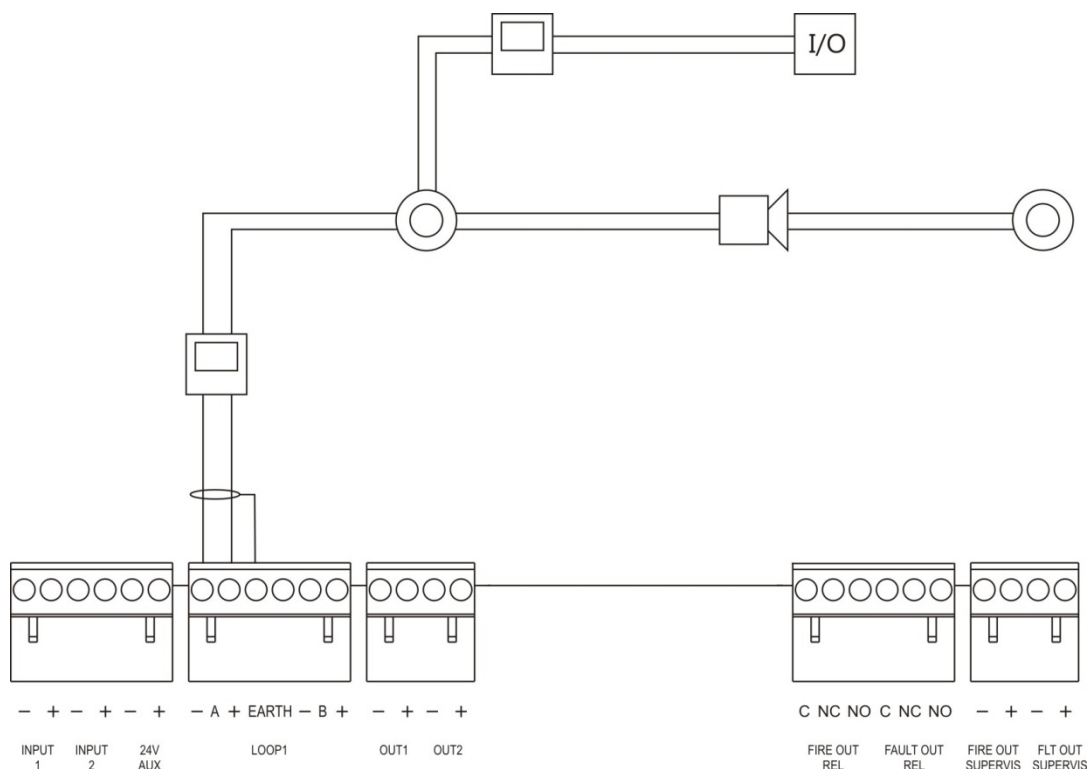 I/O
− + − + − + − A + EARTH − B + − + − + C NC NO C NC NO − + − +
INPUT INPUT 24V LOOP1 OUT1 OUT2 FIRE OUT FAULT OUT FIRE OUT FLT OUT
1 2 AUX REL REL SUPERVIS SUPERVIS